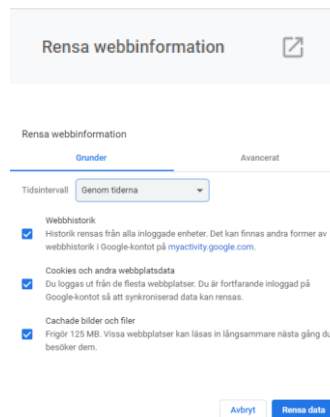 Rensa webbinformation
Rensa webbinformation
Grunder
Avancerat
Tidsintervall
Genom tiderna
Webbhistorik
Historik rensas från alla inloggade enheter. Det kan finnas andra former av
webbhistorik i Google-kontot på myactivity.google.com.
Cookies och andra webbplatsdata
Du loggas ut från de flesta webbplatser. Du är fortfarande inloggad på
Google-kontot så att synkroniserad data kan rensas.
Cachade bilder och filer
Frigör 125 MB. Vissa webbplatser kan läsas in långsammare nästa gång du
besöker dem.
Avbryt
Rensa data